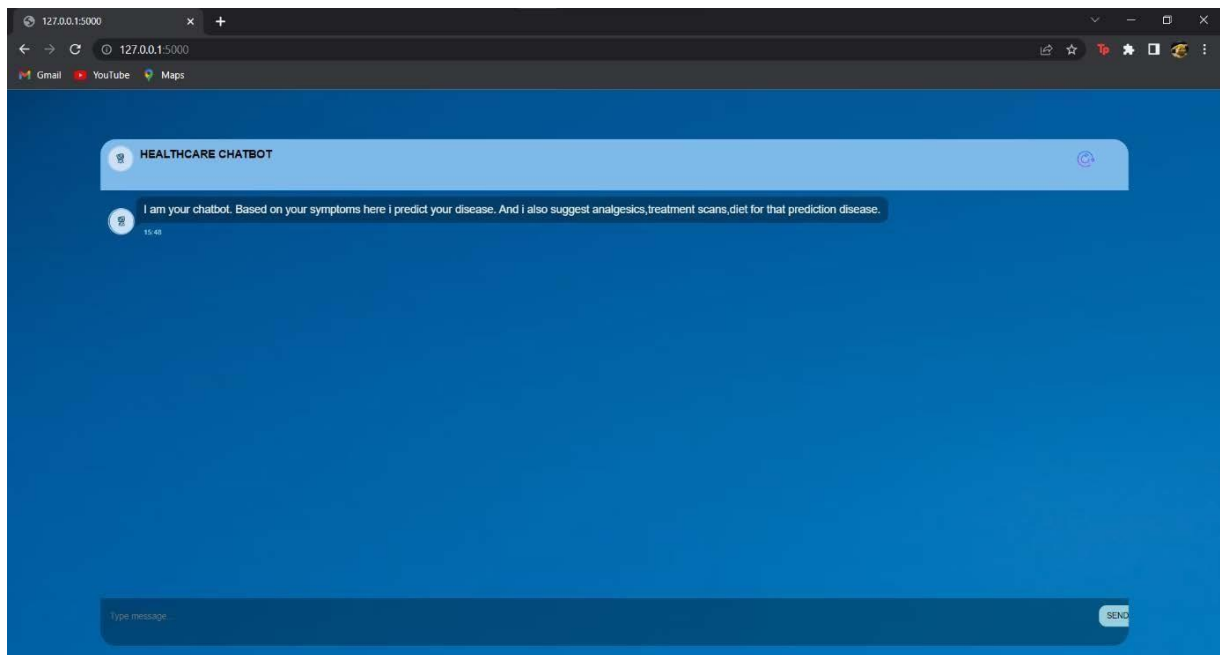 127.0.0.1:5000
127.0.0.1:5000
Tp
Gmail YouTube Maps
HEALTHCARE CHATBOT
I am your chatbot. Based on your symptoms here i predict your disease. And i also suggest analgesics,treatment scans,diet for that prediction disease.
15:48
Type message...
SEND